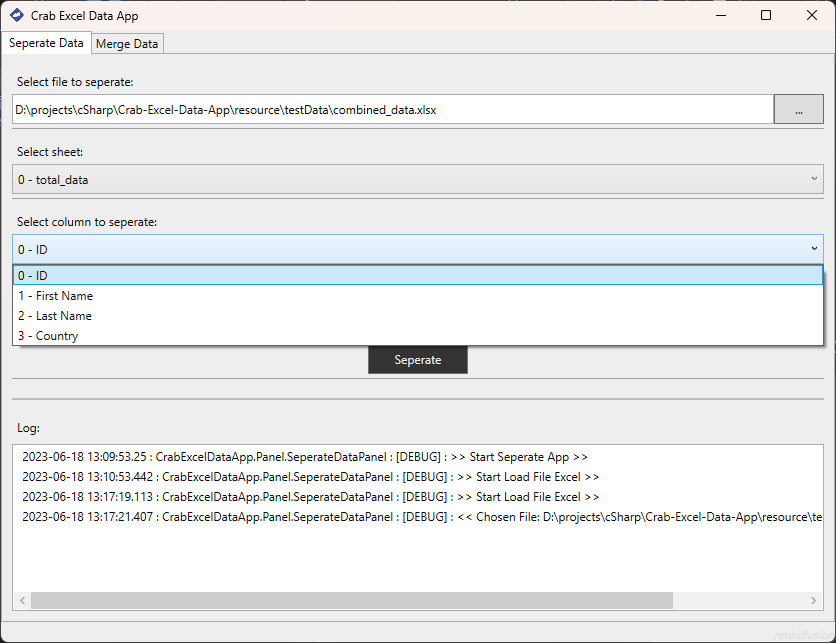 Crab Excel Data App
Seperate Data
Merge Data
Select file to seperate:
D:\projects\cSharp\Crab-Excel-Data-App\resource\testData\combined_data.xlsx
...
Select sheet:
0 - total_data
Select column to seperate:
0 - ID
0 - ID
1 - First Name
2 - Last Name
3 - Country
Seperate
Log:
2023-06-18 13:09:53.25 : CrabExcelDataApp.Panel.SeperateDataPanel : [DEBUG] : >> Start Seperate App >>
2023-06-18 13:10:53.442 : CrabExcelDataApp.Panel.SeperateDataPanel : [DEBUG] : >> Start Load File Excel >>
2023-06-18 13:17:19.113 : CrabExcelDataApp.Panel.SeperateDataPanel : [DEBUG] : >> Start Load File Excel >>
2023-06-18 13:17:21.407 : CrabExcelDataApp.Panel.SeperateDataPanel : [DEBUG] : << Chosen File: D:\projects\cSharp\Crab-Excel-Data-App\resource\te